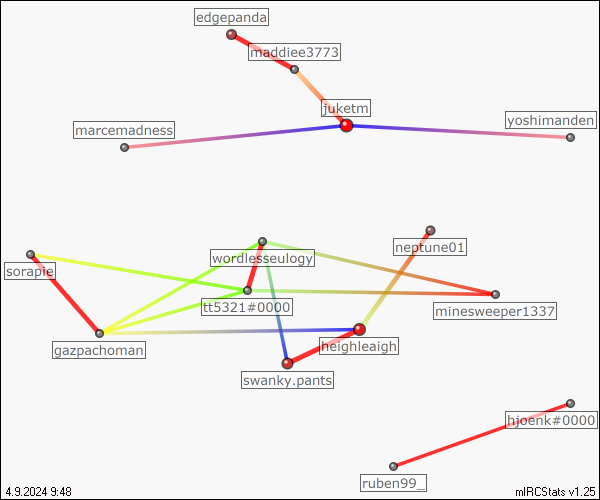 edgepanda
maddiee3773
juketm
marcemadness
yoshimanden
neptune01
wordlesseulogy
sorapie
tt5321#0000
minesweeper1337
gazpachoman
heighleaigh
swanky.pants
hjoenk#0000
ruben99_
4.9.2024 9:48
mIRCStats v1.25